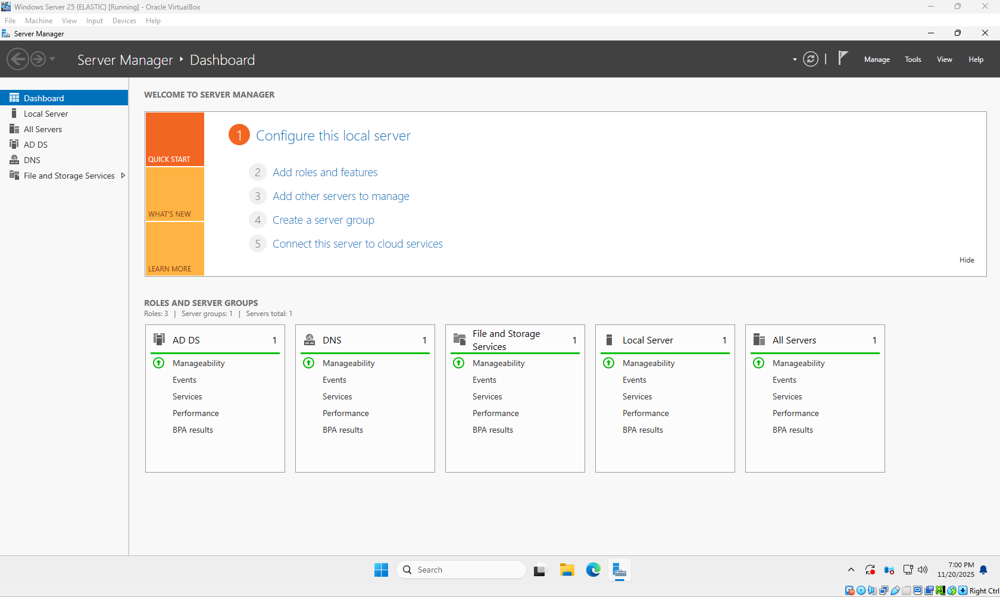 Windows Server 25 (ELASTIC) [Running] - Oracle VirtualBox
File Machine View Input Devices Help
Server Manager
Server Manager ‣ Dashboard
Manage Tools View Help
Dashboard
Local Server
All Servers
AD DS
DNS
File and Storage Services
WELCOME TO SERVER MANAGER
QUICK START
WHAT'S NEW
LEARN MORE
1 Configure this local server
2 Add roles and features
3 Add other servers to manage
4 Create a server group
5 Connect this server to cloud services
Hide
ROLES AND SERVER GROUPS
Roles: 3 | Server groups: 1 | Servers total: 1
AD DS 1
Manageability
Events
Services
Performance
BPA results
DNS 1
Manageability
Events
Services
Performance
BPA results
File and Storage
Services 1
Manageability
Events
Services
Performance
BPA results
Local Server 1
Manageability
Events
Services
Performance
BPA results
All Servers 1
Manageability
Events
Services
Performance
BPA results
Search
7:00 PM
11/20/2025
Right Ctrl